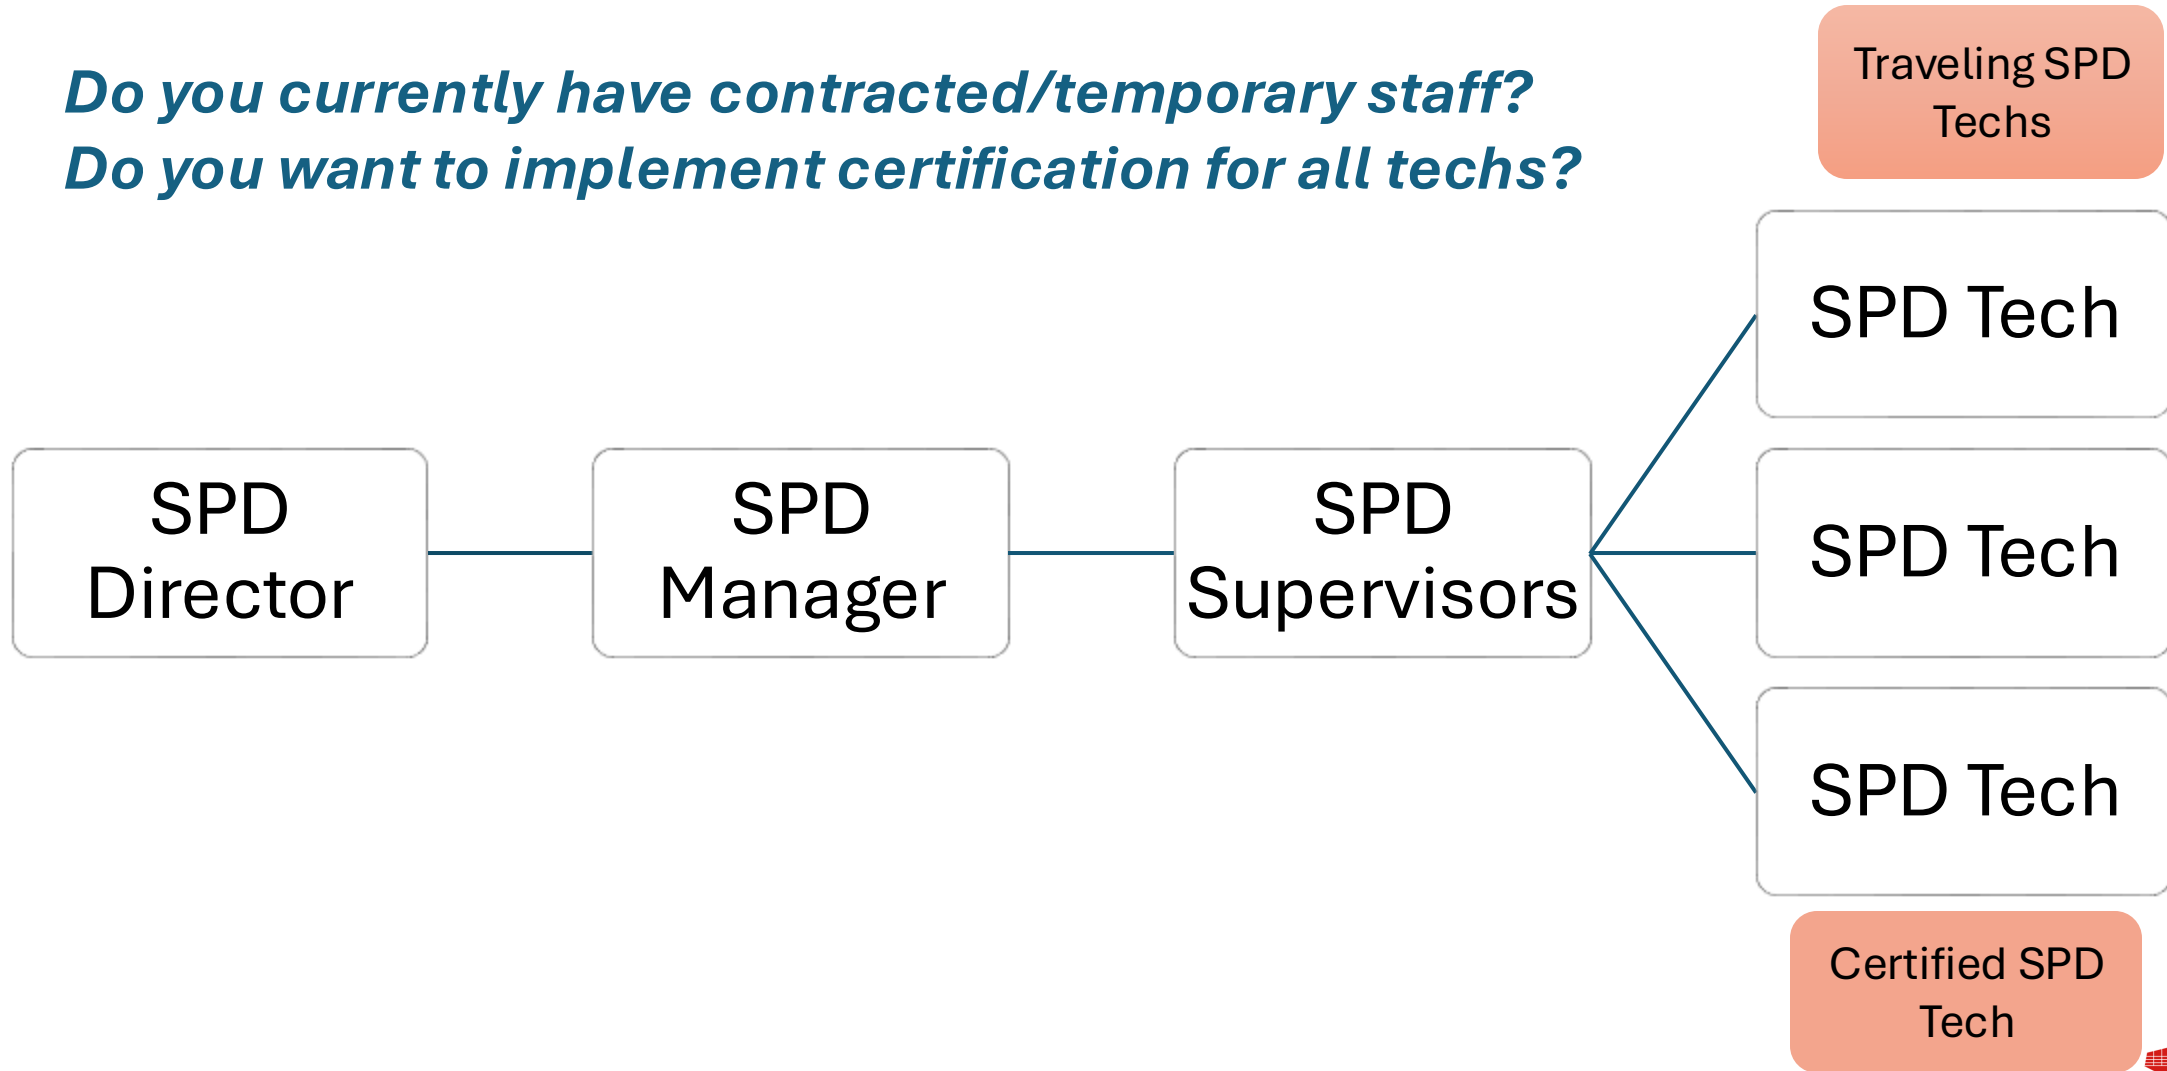 Do you currently have contracted/temporary staff?
Do you want to implement certification for all techs?
Traveling SPD
Techs
SPD
Director
SPD
Manager
SPD
Supervisors
SPD Tech
SPD Tech
SPD Tech
Certified SPD
Tech